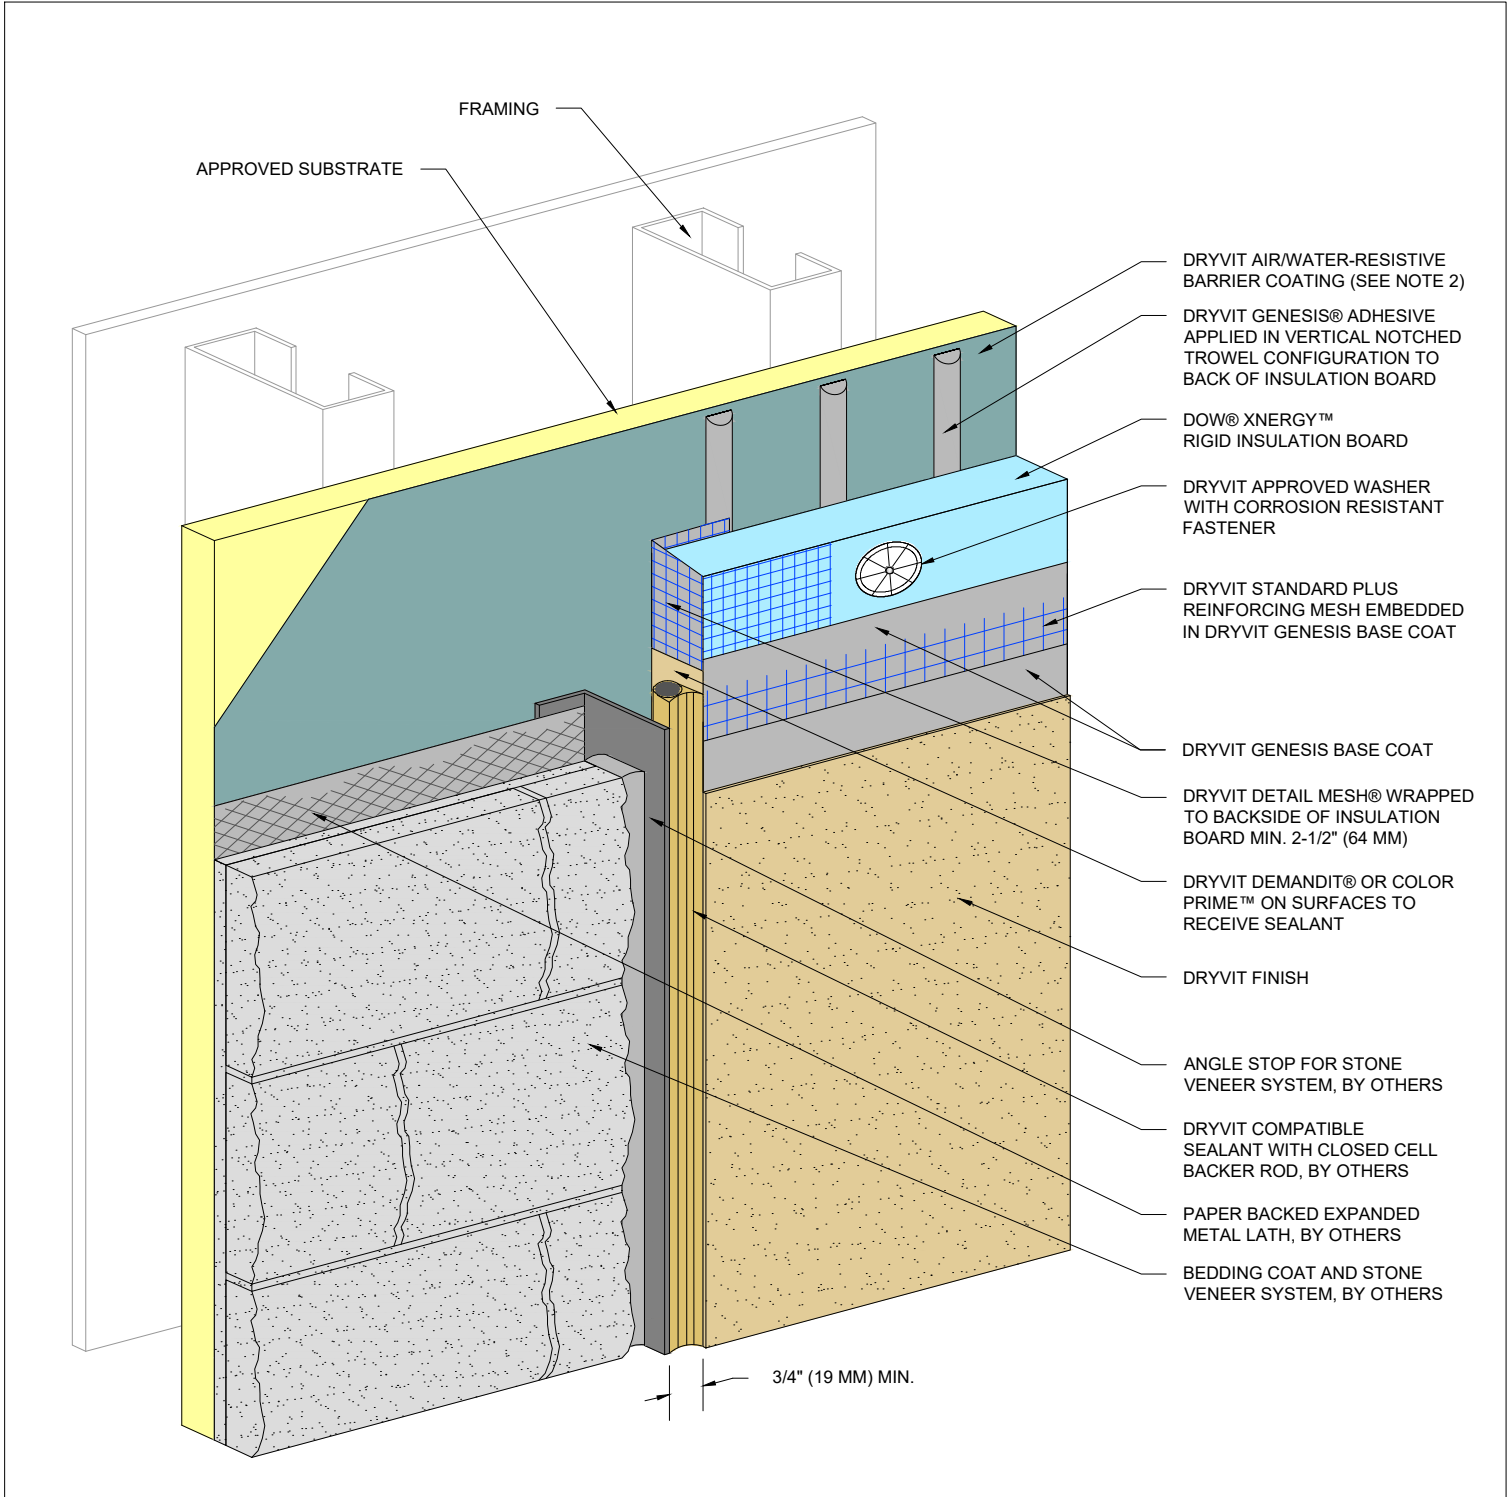 FRAMING
APPROVED SUBSTRATE
DRYVIT AIR/WATER-RESISTIVE
BARRIER COATING (SEE NOTE 2)
DRYVIT GENESIS® ADHESIVE
APPLIED IN VERTICAL NOTCHED
TROWEL CONFIGURATION TO
BACK OF INSULATION BOARD
DOW® XNERGY™
RIGID INSULATION BOARD
DRYVIT APPROVED WASHER
WITH CORROSION RESISTANT
FASTENER
DRYVIT STANDARD PLUS
REINFORCING MESH EMBEDDED
IN DRYVIT GENESIS BASE COAT
DRYVIT GENESIS BASE COAT
DRYVIT DETAIL MESH® WRAPPED
TO BACKSIDE OF INSULATION
BOARD MIN. 2-1/2" (64 MM)
DRYVIT DEMANDIT® OR COLOR
PRIME™ ON SURFACES TO
RECEIVE SEALANT
DRYVIT FINISH
ANGLE STOP FOR STONE
VENEER SYSTEM, BY OTHERS
DRYVIT COMPATIBLE
SEALANT WITH CLOSED CELL
BACKER ROD, BY OTHERS
PAPER BACKED EXPANDED
METAL LATH, BY OTHERS
BEDDING COAT AND STONE
VENEER SYSTEM, BY OTHERS
3/4" (19 MM) MIN.